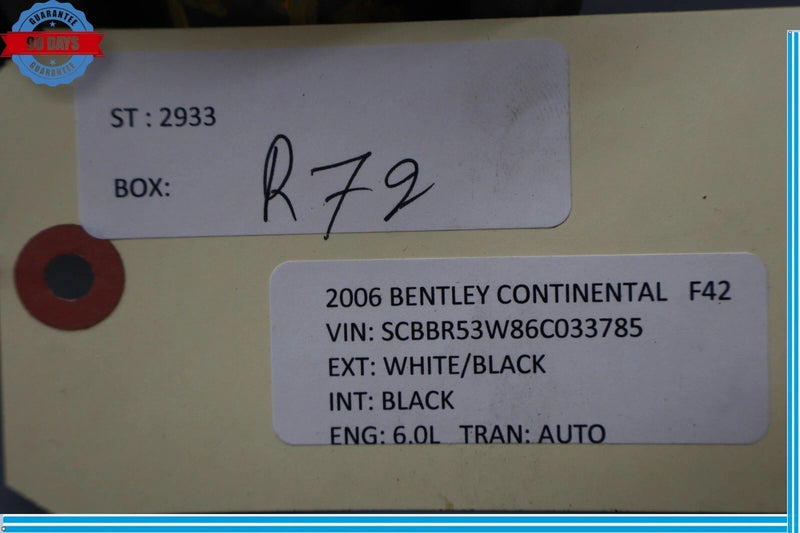 GUARANTEE
90 DAYS
GUARANTEE
ST : 2933
BOX: R72
2006 BENTLEY CONTINENTAL F42
VIN: SCBBR53W86C033785
EXT: WHITE/BLACK
INT: BLACK
ENG: 6.0L TRAN: AUTO